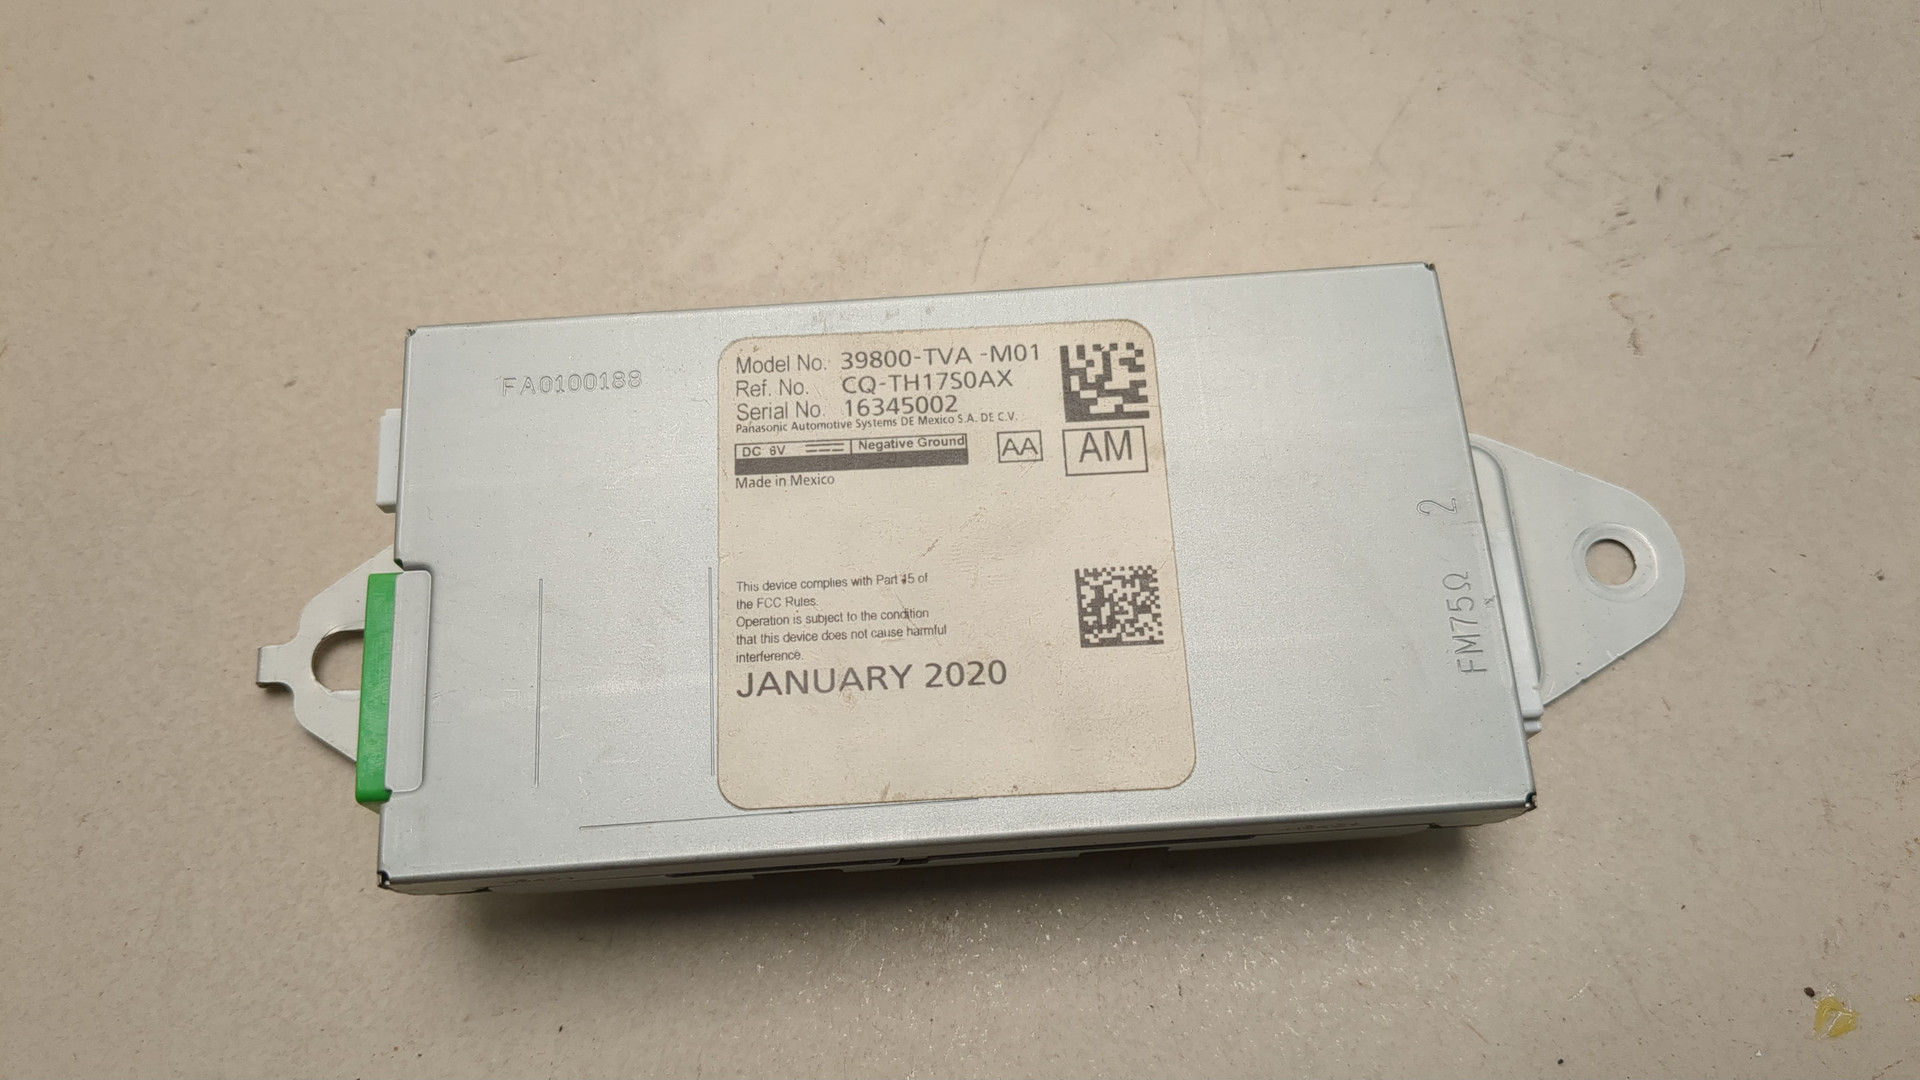 FA0100188
Model No. 39800-TVA -M01
Ref. No. CQ-TH17S0AX
Serial No. 16345002
Panasonic Automotive Systems DE Mexico S.A. DE C.V.
DC 8V Negative Ground
AA
AM
Made in Mexico
This device complies with Part 15 of
the FCC Rules.
Operation is subject to the condition
that this device does not cause harmful
interference.
JANUARY 2020
FM75Ω 2